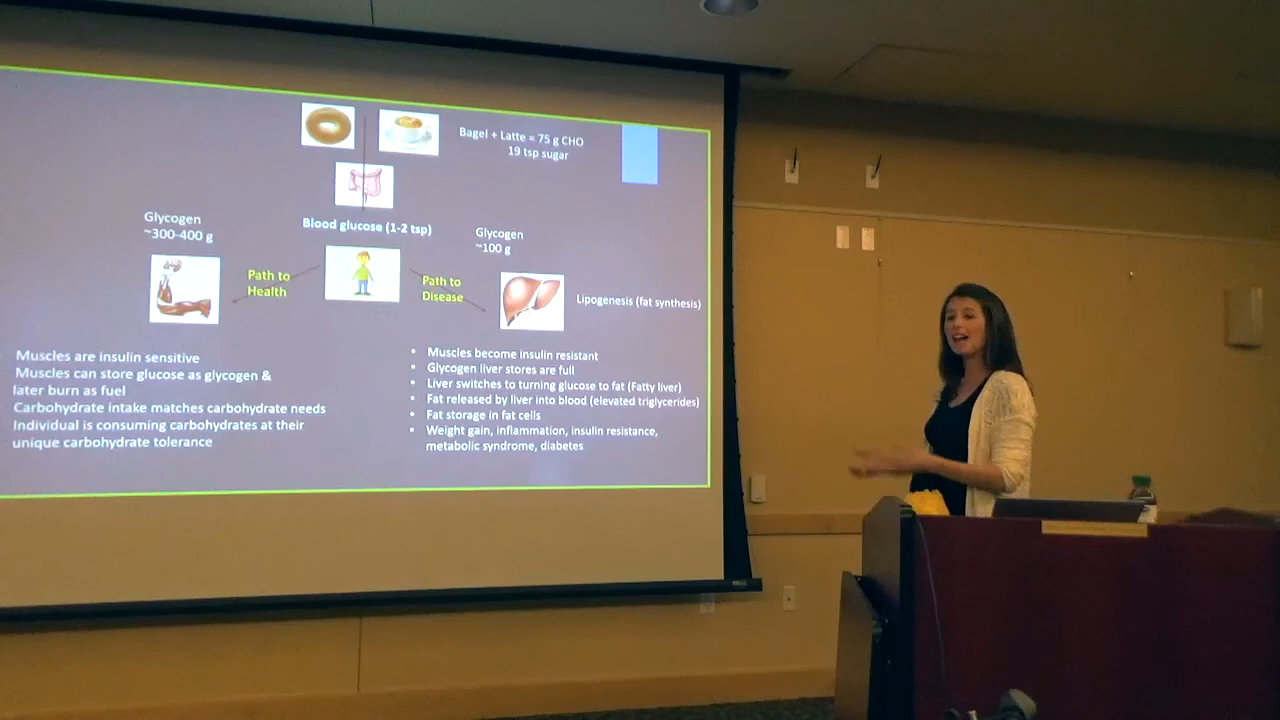 Bagel + Latte = 75 g CHO
19 tsp sugar
Glycogen
~300-400 g
Blood glucose (1-2 tsp)
Glycogen
~100 g
Path to
Health
Path to
Disease
Lipogenesis (fat synthesis)
Muscles are insulin sensitive
Muscles can store glucose as glycogen &
later burn as fuel
Carbohydrate intake matches carbohydrate needs
Individual is consuming carbohydrates at their
unique carbohydrate tolerance
• Muscles become insulin resistant
• Glycogen liver stores are full
• Liver switches to turning glucose to fat (Fatty liver)
• Fat released by liver into blood (elevated triglycerides)
• Fat storage in fat cells
• Weight gain, inflammation, insulin resistance,
metabolic syndrome, diabetes